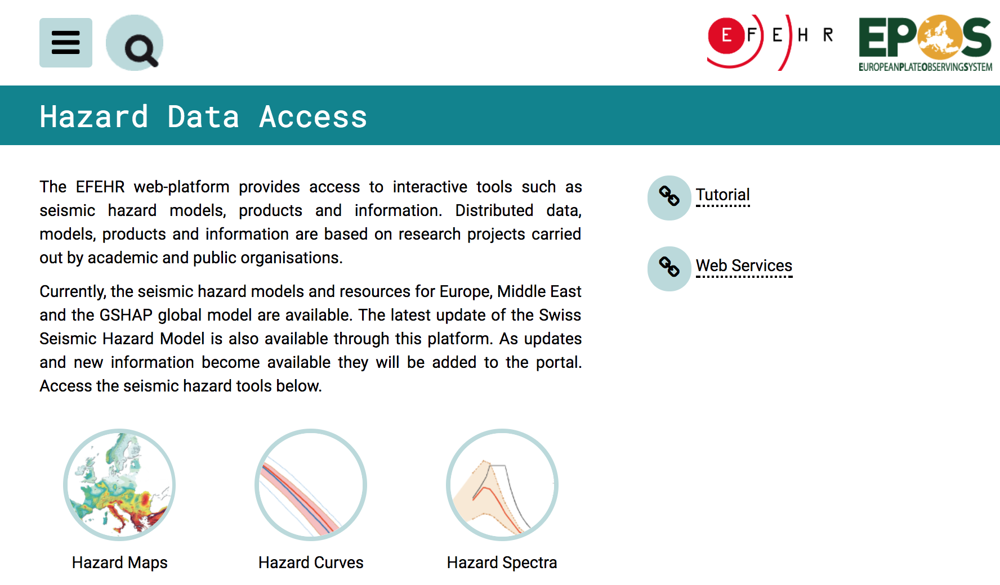 E F E H R
EPOS
EUROPEANPLATEOBSERVINGSYSTEM
Hazard Data Access
The EFEHR web-platform provides access to interactive tools such as
seismic hazard models, products and information. Distributed data,
models, products and information are based on research projects carried
out by academic and public organisations.
Currently, the seismic hazard models and resources for Europe, Middle East
and the GSHAP global model are available. The latest update of the Swiss
Seismic Hazard Model is also available through this platform. As updates
and new information become available they will be added to the portal.
Access the seismic hazard tools below.
Tutorial
Web Services
Hazard Maps
Hazard Curves
Hazard Spectra